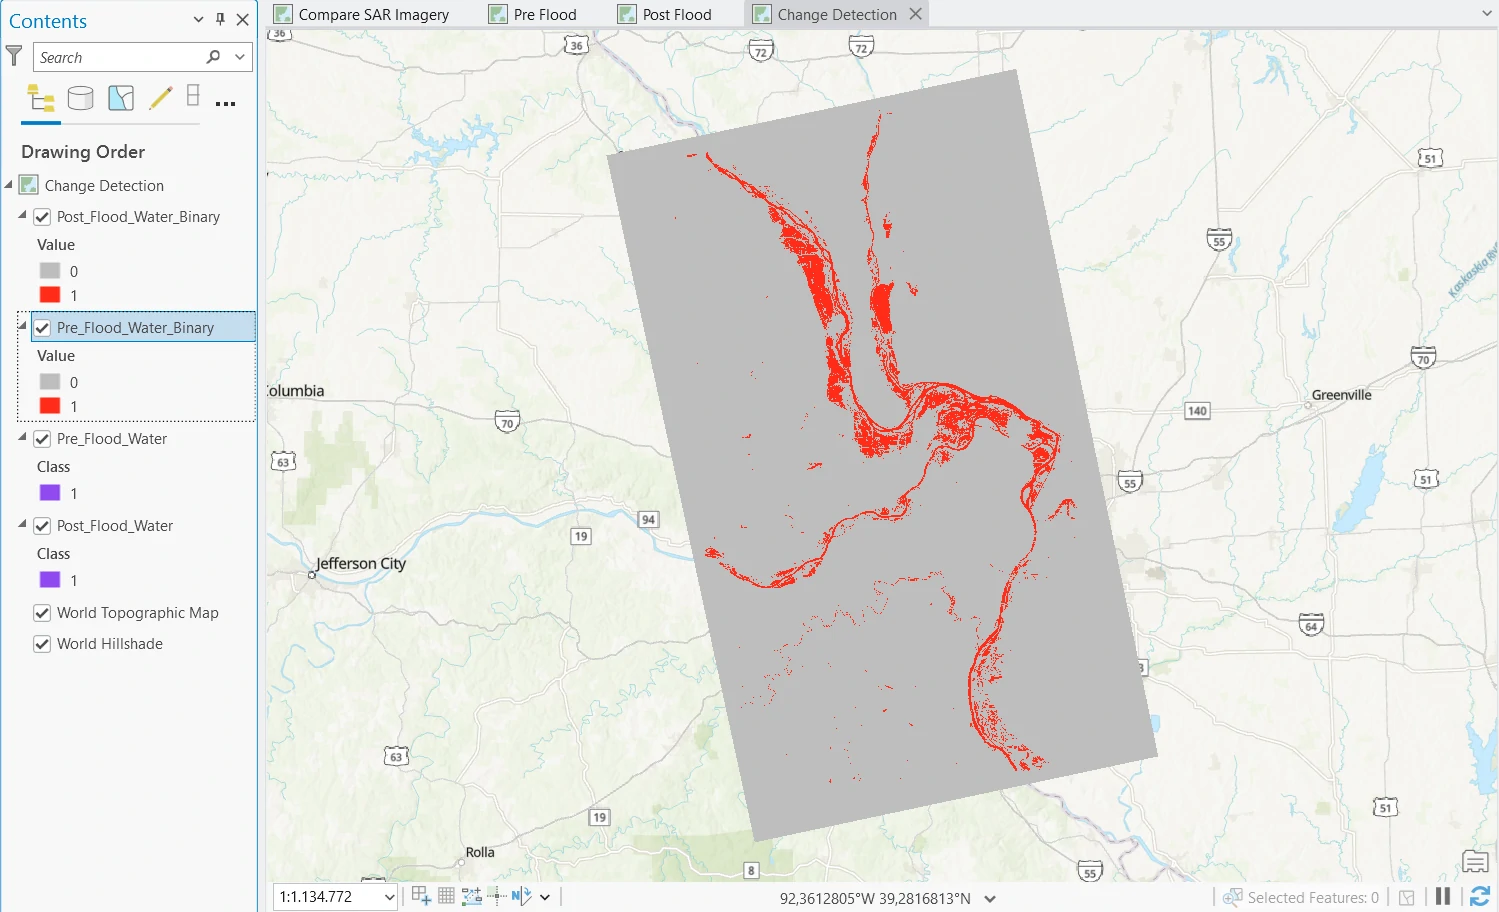 Contents
Compare SAR Imagery
Pre Flood
Post Flood
Change Detection
Search
Drawing Order
Change Detection
Post_Flood_Water_Binary
Value
0
1
Pre_Flood_Water_Binary
Value
0
1
Pre_Flood_Water
Class
1
Post_Flood_Water
Class
1
World Topographic Map
World Hillshade
36
36
72
72
51
55
Kaskaskia Riv
70
olumbia
Greenville
140
70
63
55
51
94
19
Jefferson City
64
3
63
51
19
Rolla
8
55
1:1.134.772
92,3612805°W 39,2816813°N
Selected Features: 0